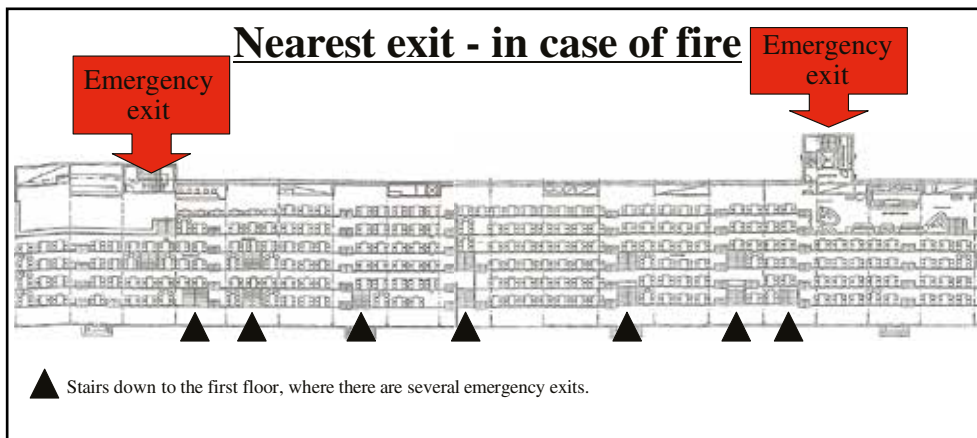 Nearest exit - in case of fire
Emergency
exit
Emergency
exit
Stairs down to the first floor, where there are several emergency exits.